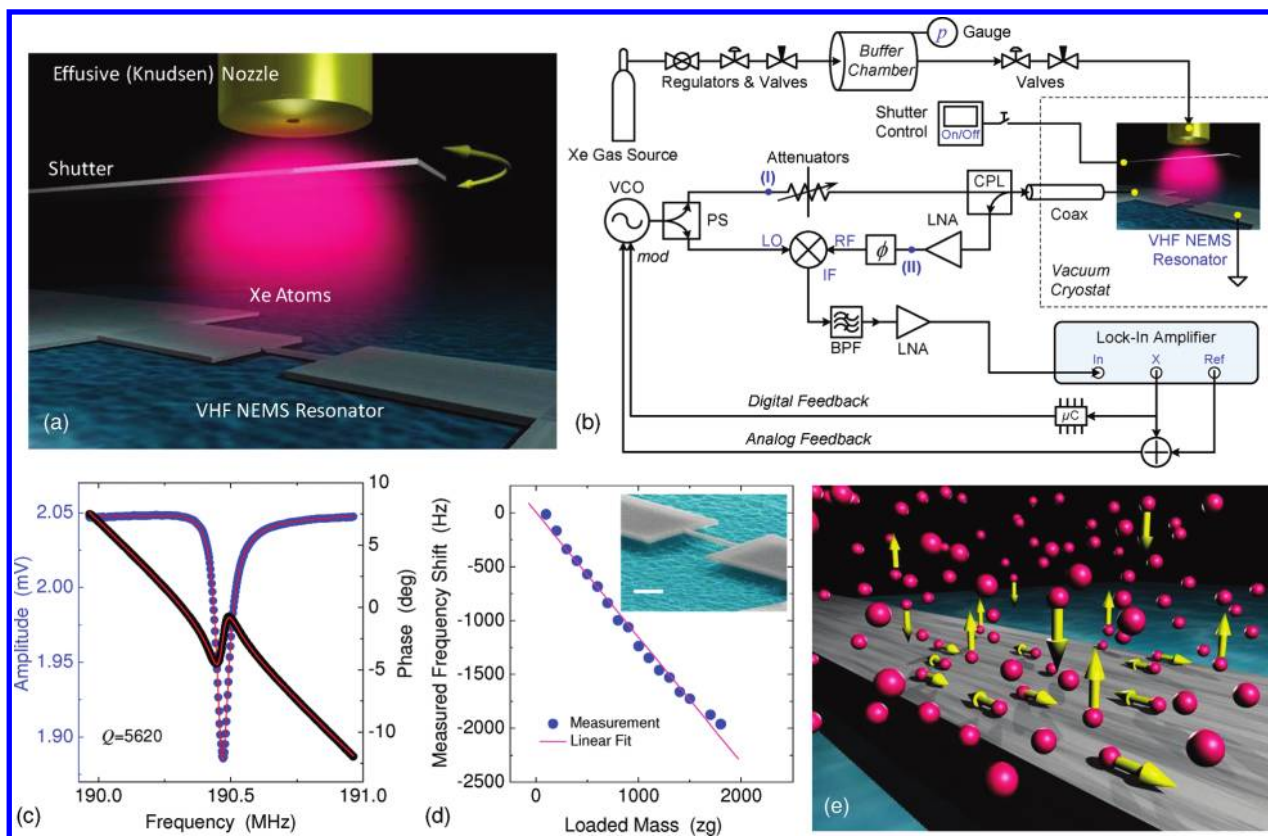 Effusive (Knudsen) Nozzle
Shutter
Xe Atoms
VHF NEMS Resonator
(a)
p
Gauge
Buffer
Chamber
Regulators & Valves
Valves
Xe Gas Source
Shutter
Control
On/Off
Attenuators
(I)
VCO
PS
CPL
Coax
LNA
mod
LO
RF
ϕ
(II)
IF
VHF NEMS
Resonator
Vacuum
Cryostat
BPF
LNA
Lock-In Amplifier
In
X
Ref
Digital Feedback
μC
Analog Feedback
(b)
Amplitude (mV)
2.05
2.00
1.95
1.90
10
5
0
-5
-10
Phase (deg)
Q=5620
190.0
190.5
191.0
Frequency (MHz)
(c)
Measured Frequency Shift (Hz)
0
-500
-1000
-1500
-2000
-2500
Measurement
Linear Fit
0
1000
2000
Loaded Mass (zg)
(d)
(e)